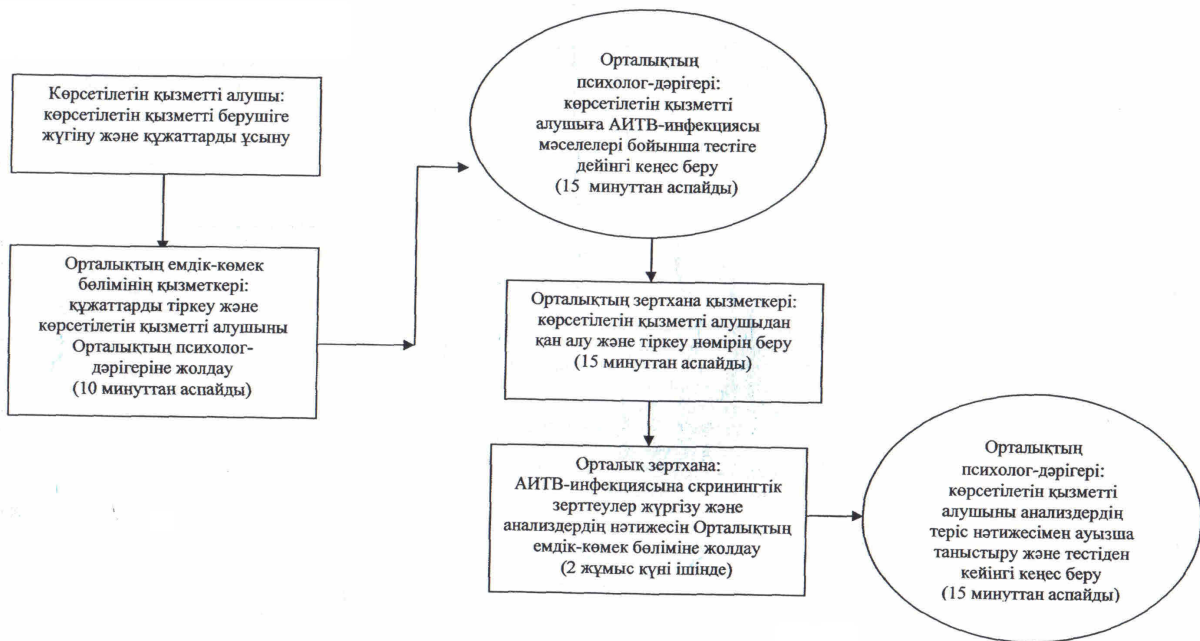 Көрсетілетін қызметті алушы:
көрсетілетін қызметті берушіге
жүгіну және құжаттарды ұсыну
Орталықтың емдік-көмек
бөлімінің қызметкері:
құжаттарды тіркеу және
көрсетілетін қызметті алушыны
Орталықтың психолог-
дәрігеріне жолдау
(10 минуттан аспайды)
Орталықтың
психолог-дәрігері:
көрсетілетін қызметті
алушыға АИТВ-инфекциясы
мәселелері бойынша тестіге
дейінгі кеңес беру
(15 минуттан аспайды)
Орталықтың зертхана қызметкері:
көрсетілетін қызметті алушыдан
қан алу және тіркеу нөмірін беру
(15 минуттан аспайды)
Орталық зертхана:
АИТВ-инфекциясына скринингтік
зерттеулер жүргізу және
анализдердің нәтижесін Орталықтың
емдік-көмек бөліміне жолдау
(2 жұмыс күні ішінде)
Орталықтың
психолог-дәрігері:
көрсетілетін қызметті
алушыны анализдердің
теріс нәтижесімен ауызша
таныстыру және тестіден
кейінгі кеңес беру
(15 минуттан аспайды)